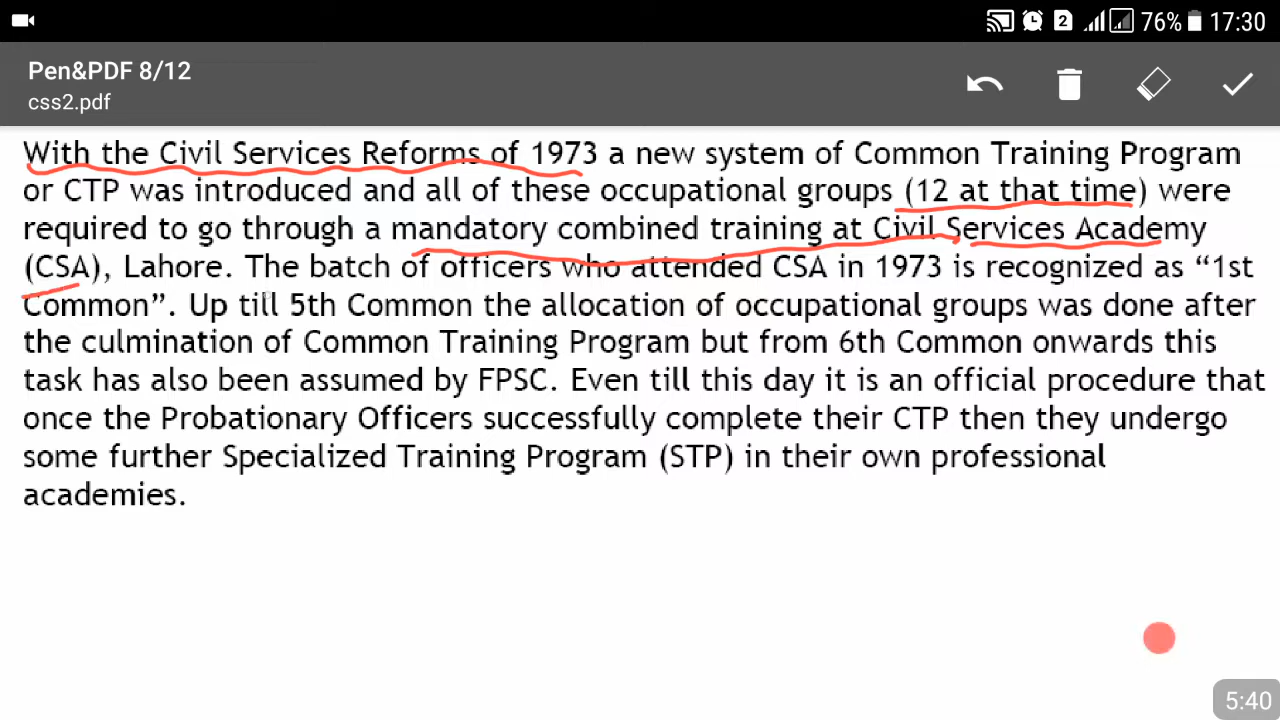 2 76% 17:30
Pen&PDF 8/12
css2.pdf
With the Civil Services Reforms of 1973 a new system of Common Training Program
or CTP was introduced and all of these occupational groups (12 at that time) were
required to go through a mandatory combined training at Civil Services Academy
(CSA), Lahore. The batch of officers who attended CSA in 1973 is recognized as “1st
Common”. Up till 5th Common the allocation of occupational groups was done after
the culmination of Common Training Program but from 6th Common onwards this
task has also been assumed by FPSC. Even till this day it is an official procedure that
once the Probationary Officers successfully complete their CTP then they undergo
some further Specialized Training Program (STP) in their own professional
academies.
5:40